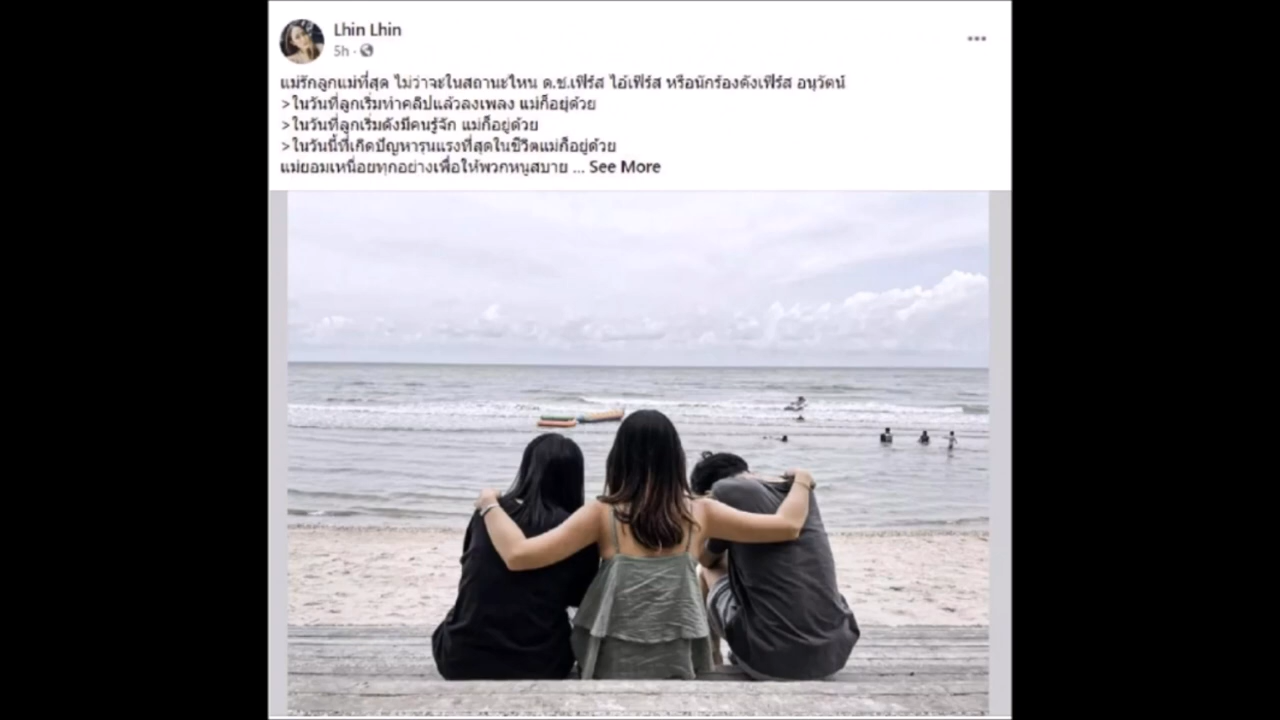 Lhin Lhin
5h ·
แม่รักลูกแม่ที่สุด ไม่ว่าจะในสถานะไหน ด.ช.เฟิร์ส ไอ้เฟิร์ส หรือนักร้องดังเฟิร์ส อนุวัตน์
>ในวันที่ลูกเริ่มทำคลิปแล้วลงเพลง แม่ก็อยู่ด้วย
>ในวันที่ลูกเริ่มดังมีคนรู้จัก แม่ก็อยู่ด้วย
>ในวันนี้ที่เกิดปัญหารุนแรงที่สุดในชีวิตแม่ก็อยู่ด้วย
แม่ยอมเหนื่อยทุกอย่างเพื่อให้พวกหนูสบาย ... See More